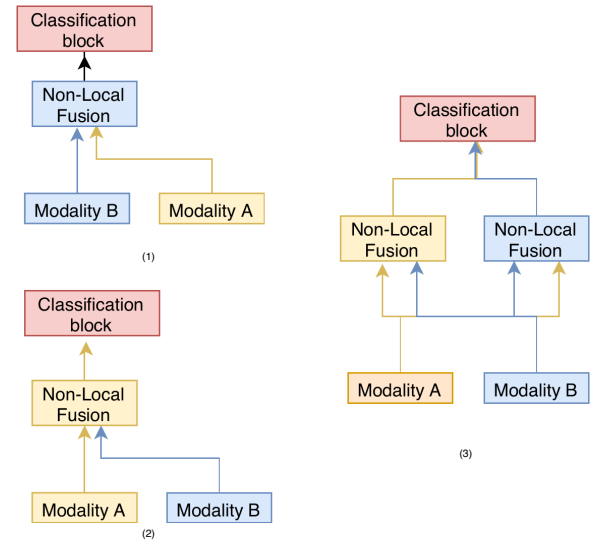 Classification
block
Non-Local
Fusion
Modality B
Modality A
(1)
Classification
block
Non-Local
Fusion
Modality A
Modality B
(2)
Classification
block
Non-Local
Fusion
Non-Local
Fusion
Modality A
Modality B
(3)